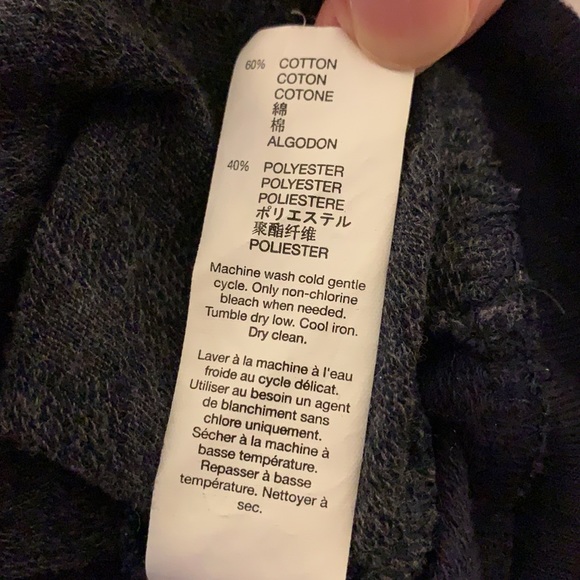 60% COTTON
COTON
COTONE
綿
棉
ALGODON
40% POLYESTER
POLYESTER
POLIESTERE
ポリエステル
聚酯纤维
POLIESTER
Machine wash cold gentle
cycle. Only non-chlorine
bleach when needed.
Tumble dry low. Cool iron.
Dry clean.
Laver à la machine à l'eau
froide au cycle délicat.
Utiliser au besoin un agent
de blanchiment sans
chlore uniquement.
Sécher à la machine à
basse température.
Repasser à basse
température. Nettoyer à
sec.